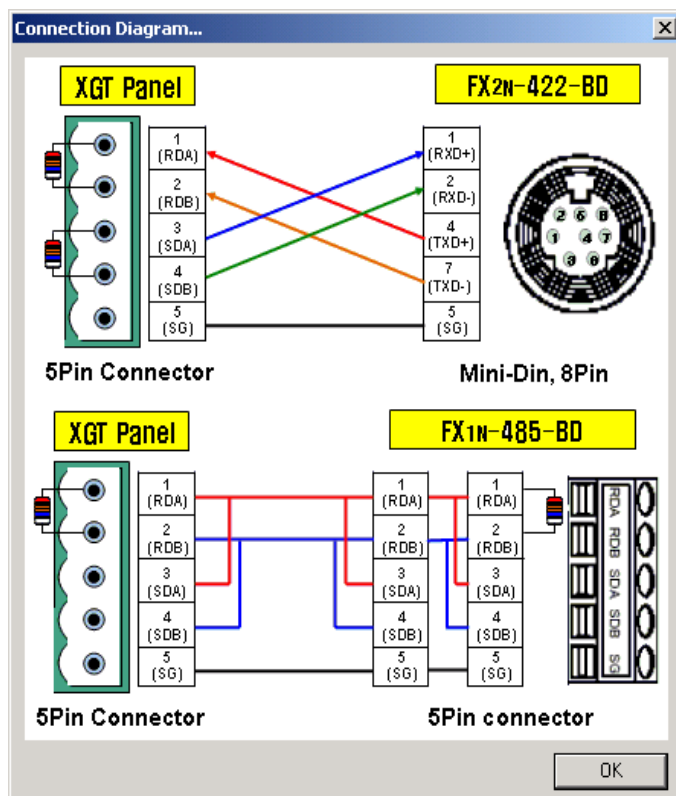 Connection Diagram...
XGT Panel
FX2N-422-BD
1
(RDA)
2
(RDB)
3
(SDA)
4
(SDB)
5
(SG)
1
(RXD+)
2
(RXD-)
4
(TXD+)
7
(TXD-)
5
(SG)
2 5 8
1 4 7
3 6
5Pin Connector
Mini-Din, 8Pin
XGT Panel
FX1N-485-BD
1
(RDA)
2
(RDB)
3
(SDA)
4
(SDB)
5
(SG)
1
(RDA)
2
(RDB)
3
(SDA)
4
(SDB)
5
(SG)
1
(RDA)
2
(RDB)
3
(SDA)
4
(SDB)
5
(SG)
RDA RDB SDA SDB SG
5Pin Connector
5Pin connector
OK